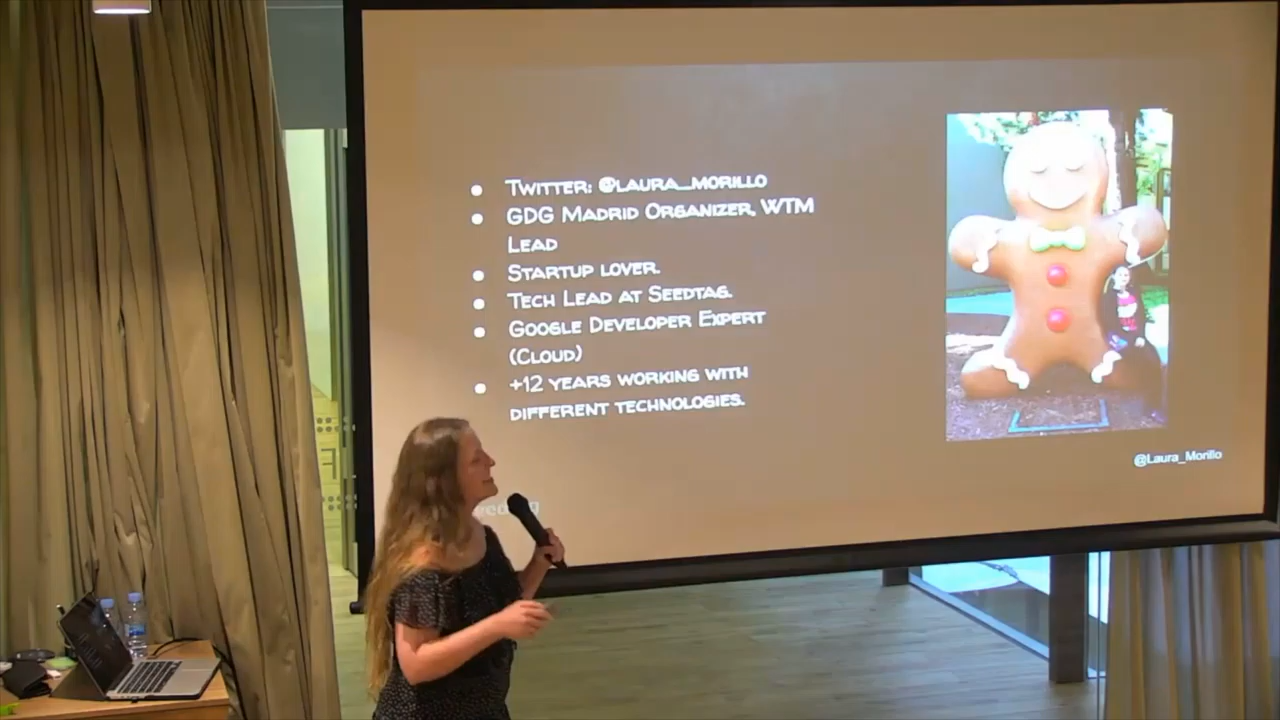 Twitter: @laura_morillo
GDG Madrid Organizer, WTM
Lead
Startup lover.
Tech Lead at Seedtag.
Google Developer Expert
(Cloud)
+12 years working with
different technologies.
@Laura_Morillo